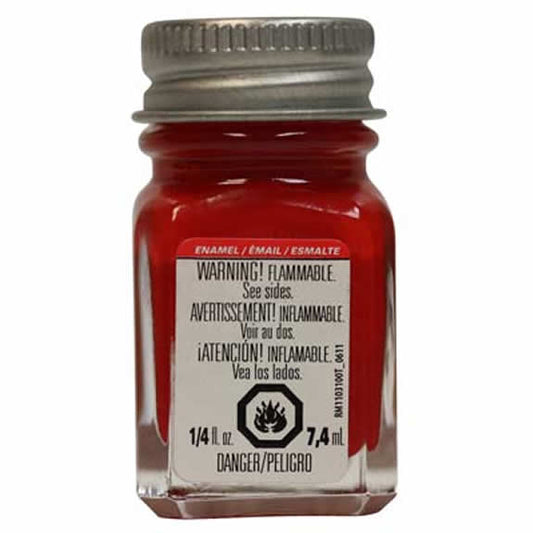 ENAMEL / ÉMAIL / ESMALTE
WARNING! FLAMMABLE.
See sides.
AVERTISSEMENT! INFLAMMABLE.
Voir au dos.
¡ATENCIÓN! INFLAMABLE.
Vea los lados.
1/4 fl. oz. 7,4 mL
DANGER/PELIGRO
RM1103100T_0611